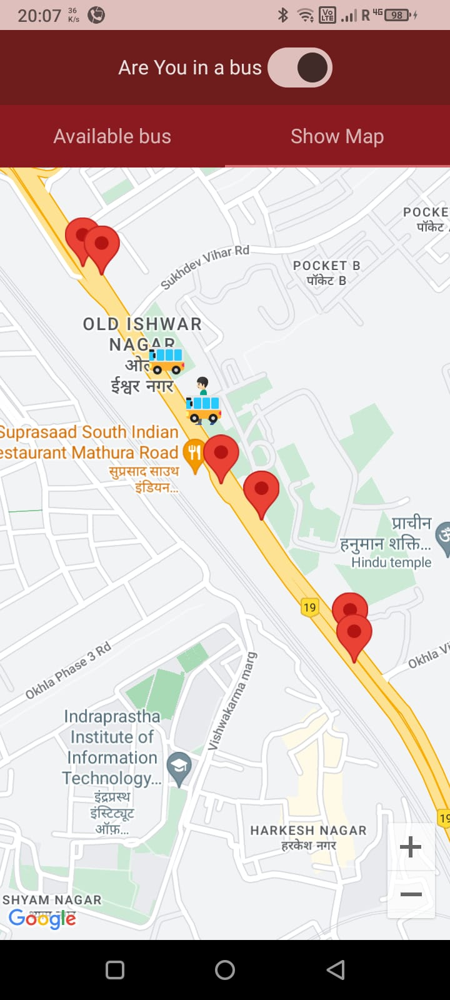 20:07
36
K/s
Vo
LTE
R
4G
98
Are You in a bus
Available bus
Show Map
POCKE
पॉकेट
Sukhdev Vihar Rd
POCKET B
पॉकेट B
OLD ISHWAR
NAGAR
ईश्वर नगर
Suprasaad South Indian
estaurant Mathura Road
सुप्रसाद साउथ
इंडियन...
प्राचीन
हनुमान शक्ति...
Hindu temple
19
Okhla Phase 3 Rd
Vishwakarma marg
Okhla Vi
Indraprastha
Institute of
Information
Technology...
इंद्रप्रस्थ
इंस्टिट्यूट
ऑफ़...
19
HARKESH NAGAR
हरकेश नगर
+
−
SHYAM NAGAR
Google